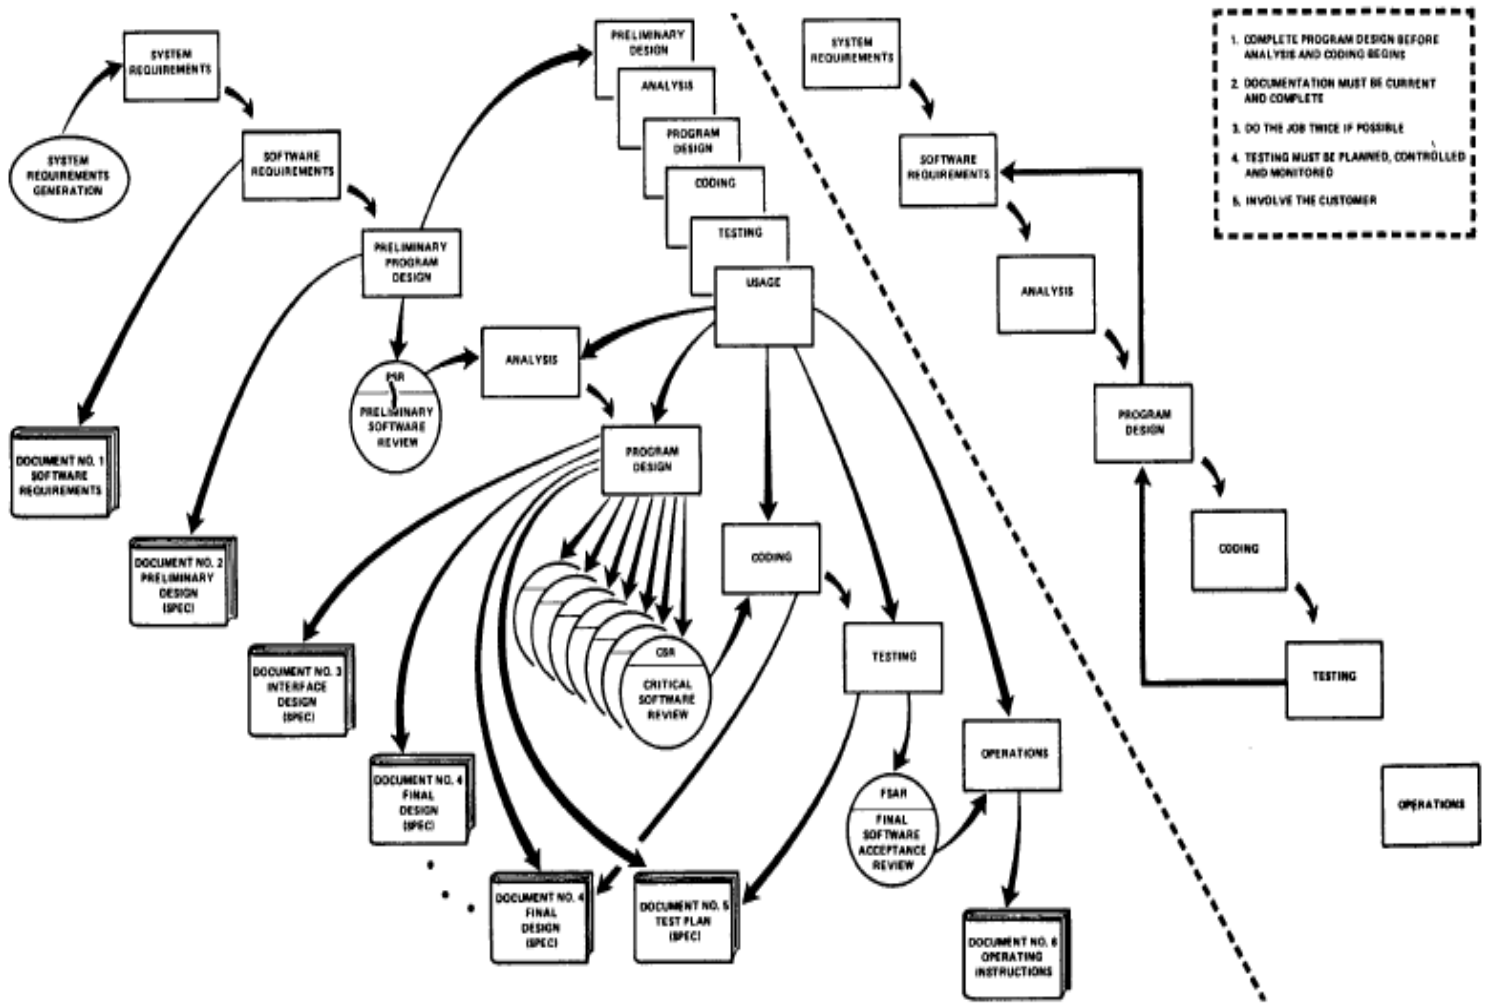 SYSTEM
REQUIREMENTS
GENERATION
SYSTEM
REQUIREMENTS
SOFTWARE
REQUIREMENTS
PRELIMINARY
PROGRAM
DESIGN
PRELIMINARY
DESIGN
ANALYSIS
PROGRAM
DESIGN
CODING
TESTING
USAGE
PSR
PRELIMINARY
SOFTWARE
REVIEW
ANALYSIS
PROGRAM
DESIGN
CSR
CRITICAL
SOFTWARE
REVIEW
CODING
TESTING
FSAR
FINAL
SOFTWARE
ACCEPTANCE
REVIEW
OPERATIONS
DOCUMENT NO. 1
SOFTWARE
REQUIREMENTS
DOCUMENT NO. 2
PRELIMINARY
DESIGN
(SPEC)
DOCUMENT NO. 3
INTERFACE
DESIGN
(SPEC)
DOCUMENT NO. 4
FINAL
DESIGN
(SPEC)
DOCUMENT NO. 4
FINAL
DESIGN
(SPEC)
DOCUMENT NO. 5
TEST PLAN
(SPEC)
DOCUMENT NO. 6
OPERATING
INSTRUCTIONS
SYSTEM
REQUIREMENTS
SOFTWARE
REQUIREMENTS
ANALYSIS
PROGRAM
DESIGN
CODING
TESTING
OPERATIONS
1. COMPLETE PROGRAM DESIGN BEFORE
ANALYSIS AND CODING BEGINS
2. DOCUMENTATION MUST BE CURRENT
AND COMPLETE
3. DO THE JOB TWICE IF POSSIBLE
4. TESTING MUST BE PLANNED, CONTROLLED
AND MONITORED
5. INVOLVE THE CUSTOMER